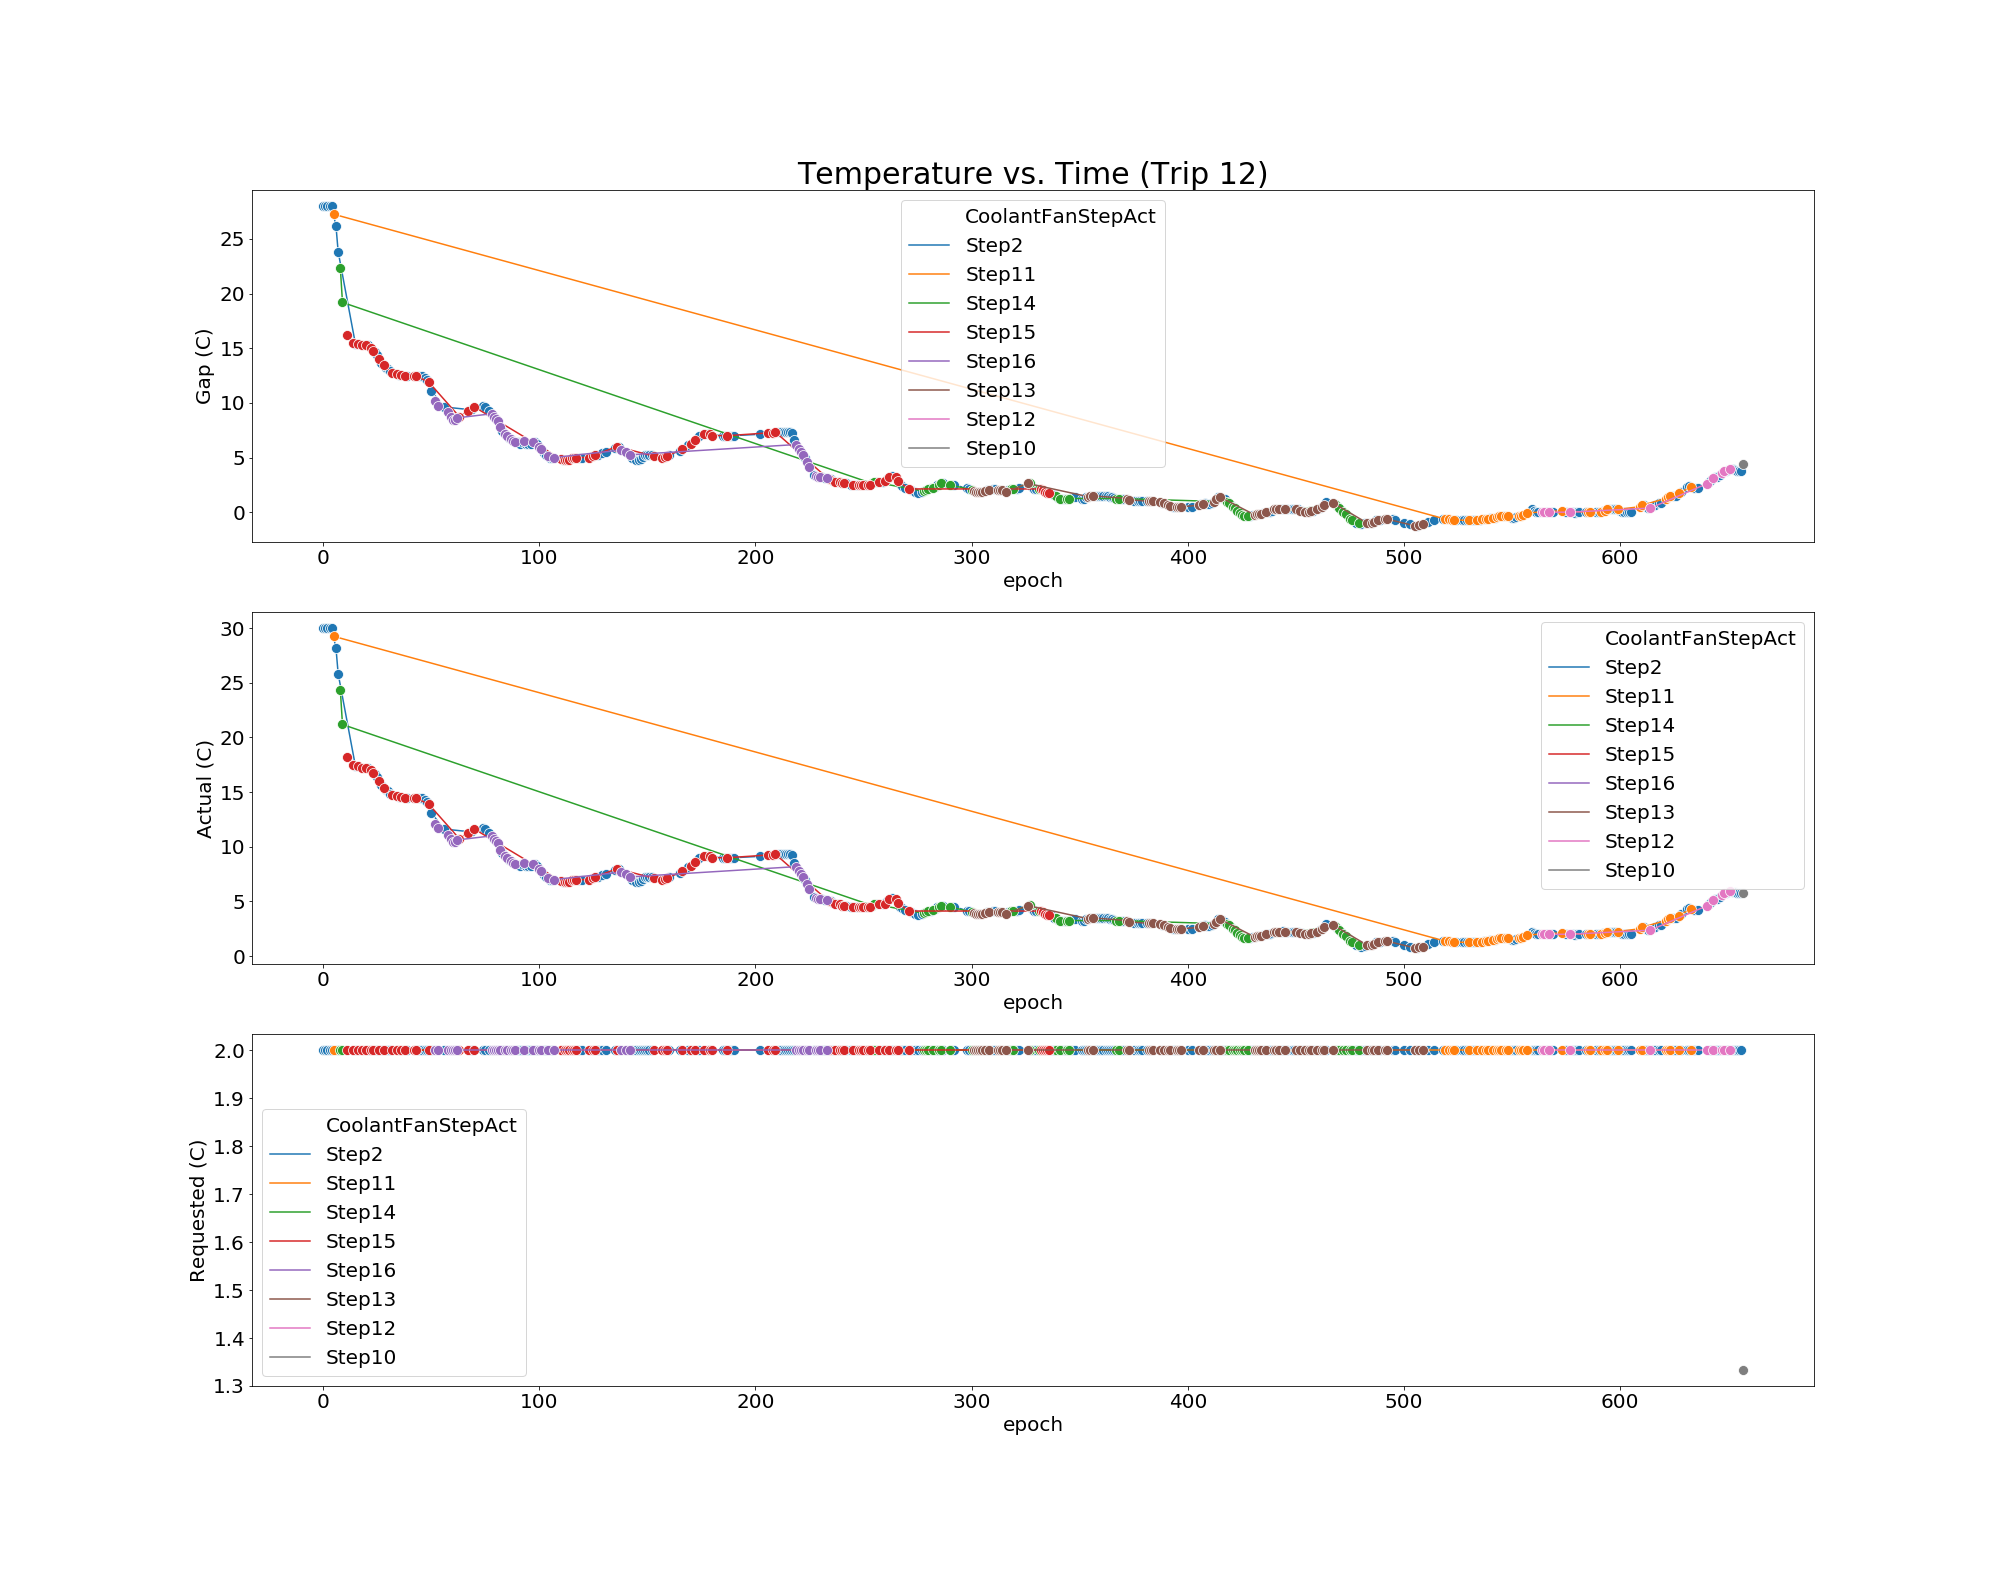 Temperature vs. Time (Trip 12)
Gap (C)
25
20
15
10
5
0
CoolantFanStepAct
Step2
Step11
Step14
Step15
Step16
Step13
Step12
Step10
0 100 200 300 400 500 600
epoch
Actual (C)
30
25
20
15
10
5
0
CoolantFanStepAct
Step2
Step11
Step14
Step15
Step16
Step13
Step12
Step10
0 100 200 300 400 500 600
epoch
Requested (C)
2.0
1.9
1.8
1.7
1.6
1.5
1.4
1.3
CoolantFanStepAct
Step2
Step11
Step14
Step15
Step16
Step13
Step12
Step10
0 100 200 300 400 500 600
epoch